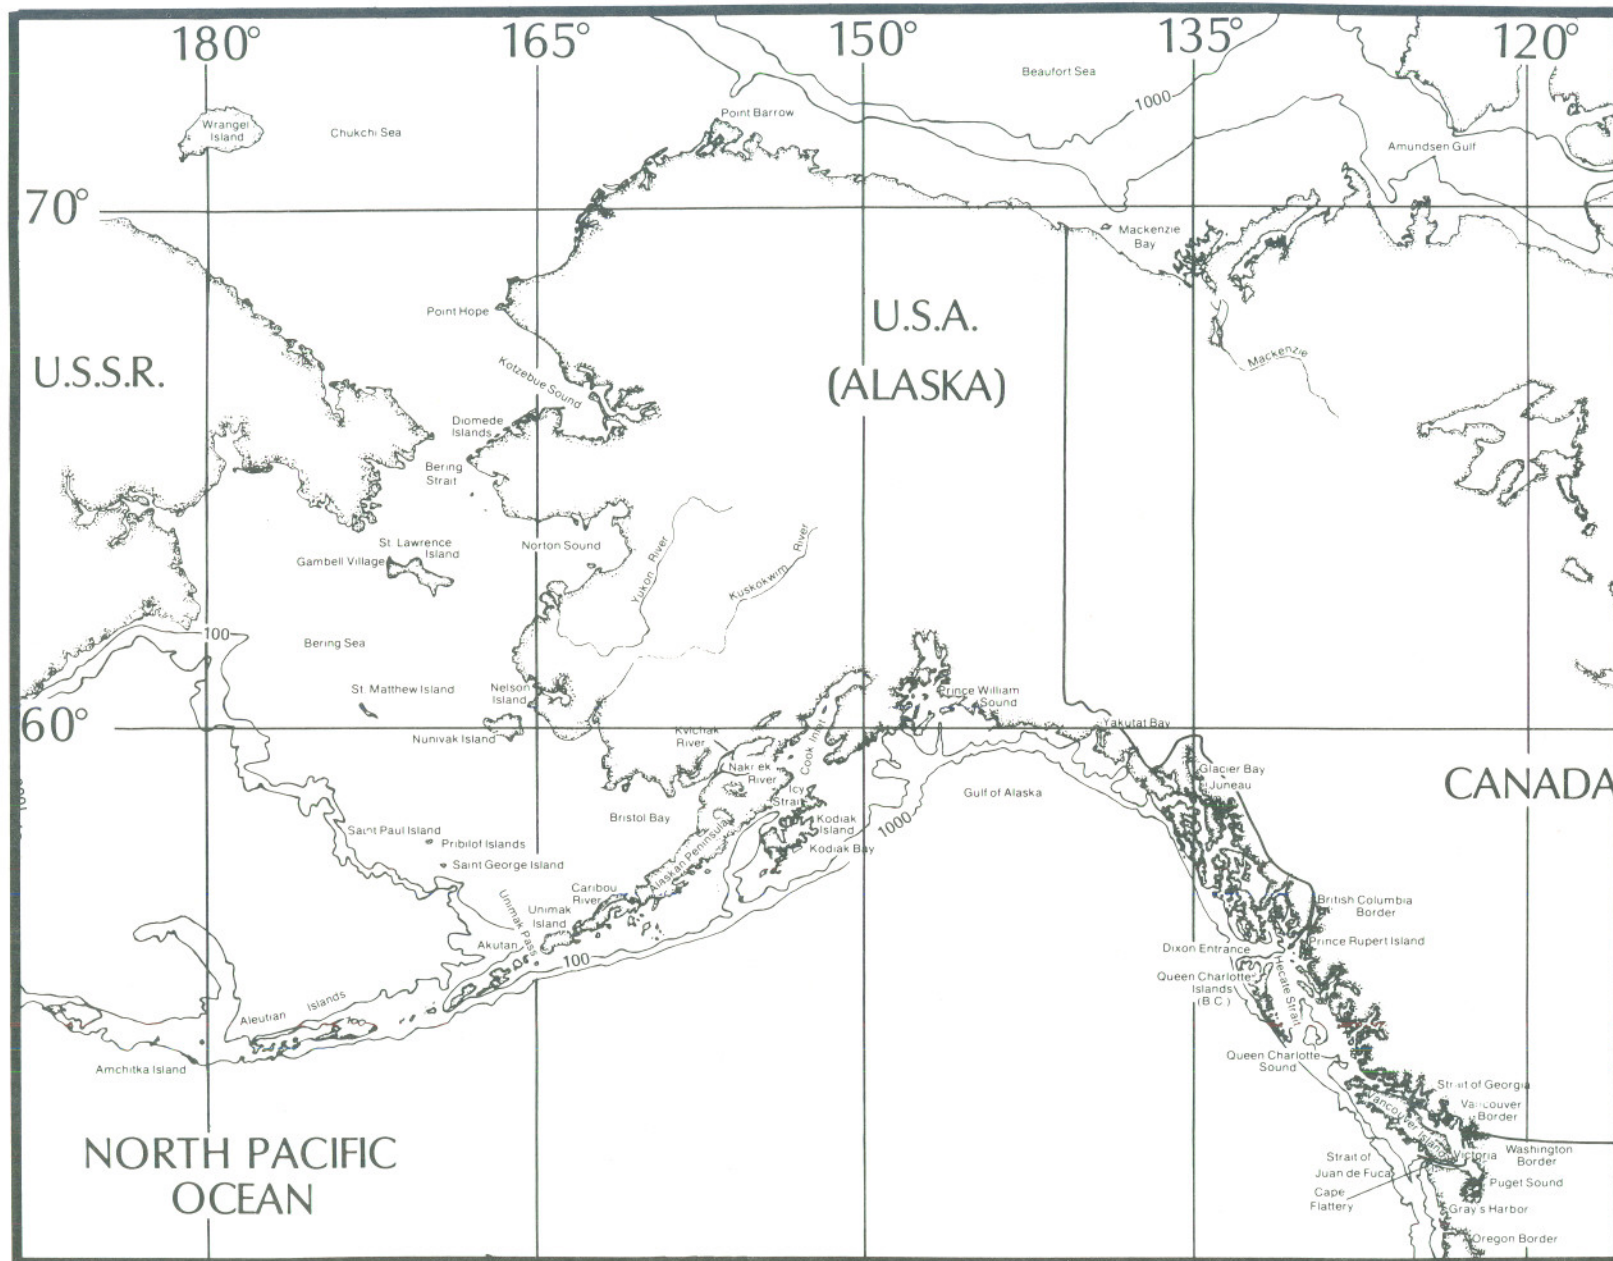 180°
165°
150°
135°
120°
Beaufort Sea
1000
Point Barrow
Wrangel
Island
Chukchi Sea
Amundsen Gulf
70°
Mackenzie
Bay
Point Hope
U.S.A.
(ALASKA)
U.S.S.R.
Kotzebue Sound
Mackenzie
Diomede
Islands
Bering
Strait
St. Lawrence
Island
Gambell Village
Norton Sound
Yukon River
Kuskokwim River
100
Bering Sea
St. Matthew Island
Nelson
Island
Nunivak Island
60°
Prince William
Sound
Yakutat Bay
Kvichak
River
Naknek
River
Cook Inlet
Icy
Strait
Glacier Bay
Juneau
CANADA
Gulf of Alaska
Bristol Bay
Kodiak
Island
Kodiak Bay
1000
Saint Paul Island
Pribilof Islands
Saint George Island
Alaskan Peninsula
Caribou
River
Unimak
Island
Unimak Pass
Akutan
100
British Columbia
Border
Prince Rupert Island
Dixon Entrance
Queen Charlotte
Islands
(B.C.)
Hecate Strait
Aleutian Islands
100
Amchitka Island
Queen Charlotte
Sound
Strait of Georgia
Vancouver
Border
Vancouver Island
Victoria
Washington
Border
Strait of
Juan de Fuca
Puget Sound
Cape
Flattery
Gray's Harbor
Oregon Border
NORTH PACIFIC
OCEAN